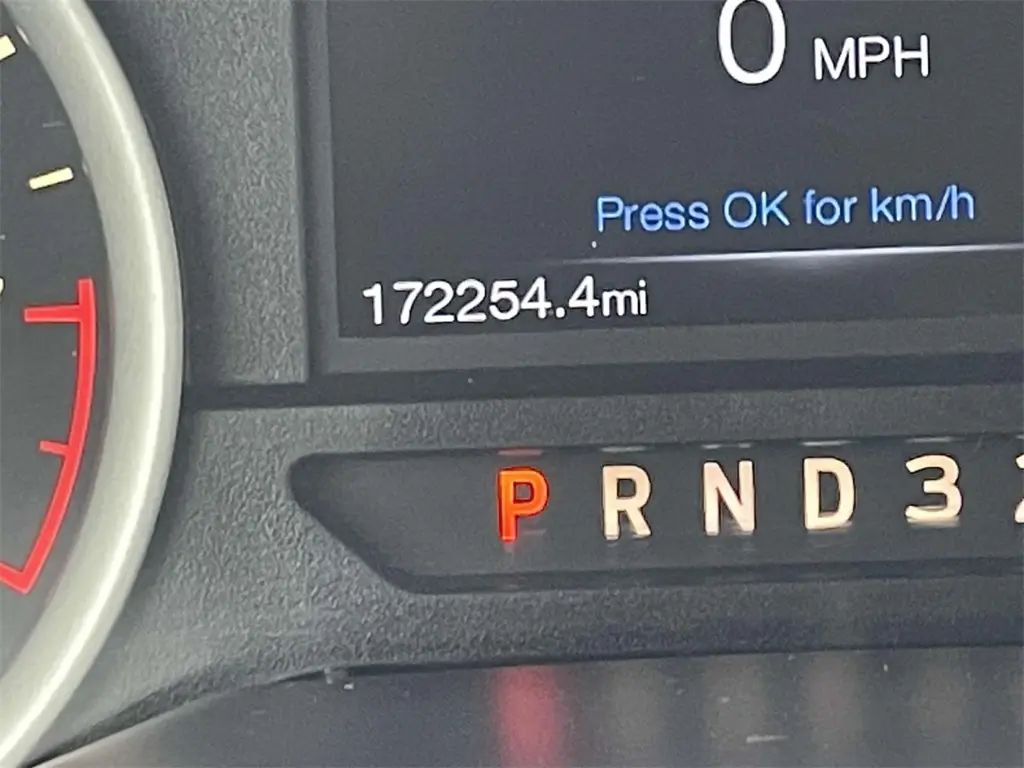 0 MPH
Press OK for km/h
172254.4mi
P R N D 3